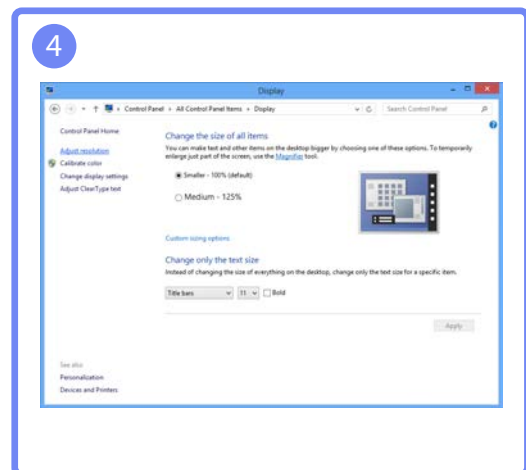 4
Display
Control Panel › All Control Panel Items › Display
Search Control Panel
Control Panel Home
Adjust resolution
Calibrate color
Change display settings
Adjust ClearType text
Change the size of all items
You can make text and other items on the desktop bigger by choosing one of these options. To temporarily
enlarge just part of the screen, use the Magnifier tool.
Smaller - 100% (default)
Medium - 125%
Custom sizing options
Change only the text size
Instead of changing the size of everything on the desktop, change only the text size for a specific item.
Title bars 11 Bold
Apply
See also
Personalization
Devices and Printers